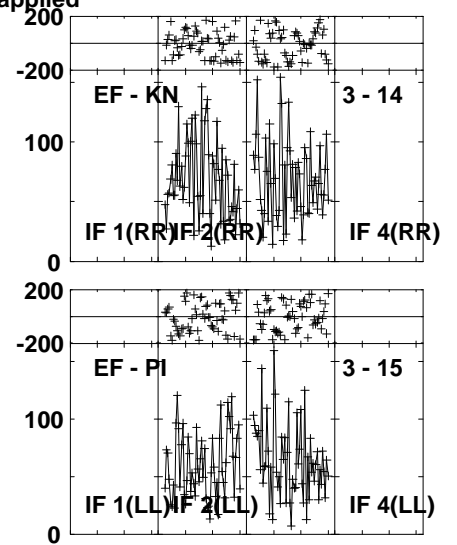 applied
200
-200
EF - KN 3 - 14
100
IF 1(RR) IF 2(RR) IF 4(RR)
0
200
-200
EF - PI 3 - 15
100
IF 1(LL) IF 2(LL) IF 4(LL)
0